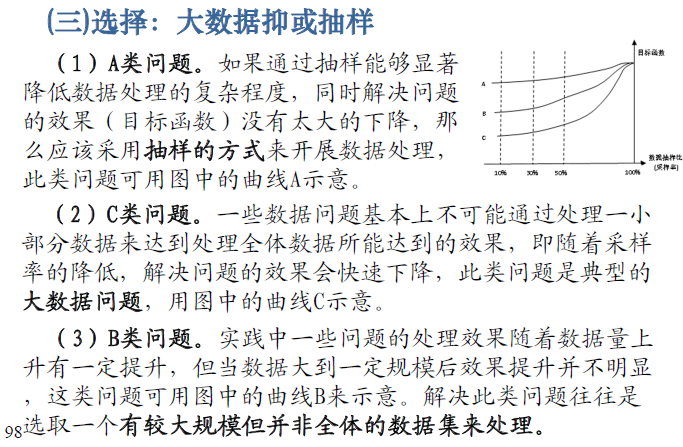 (三)选择：大数据抑或抽样
（1）A类问题。如果通过抽样能够显著
降低数据处理的复杂程度，同时解决问题
的效果（目标函数）没有太大的下降，那
么应该采用抽样的方式来开展数据处理，
此类问题可用图中的曲线A示意。
目标函数
A
B
C
10%
30%
50%
100%
数据抽样比
(采样率)
（2）C类问题。一些数据问题基本上不可能通过处理一小
部分数据来达到处理全体数据所能达到的效果，即随着采样
率的降低，解决问题的效果会快速下降，此类问题是典型的
大数据问题，用图中的曲线C示意。
（3）B类问题。实践中一些问题的处理效果随着数据量上
升有一定提升，但当数据大到一定规模后效果提升并不明显
，这类问题可用图中的曲线B来示意。解决此类问题往往是
选取一个有较大规模但并非全体的数据集来处理。
98